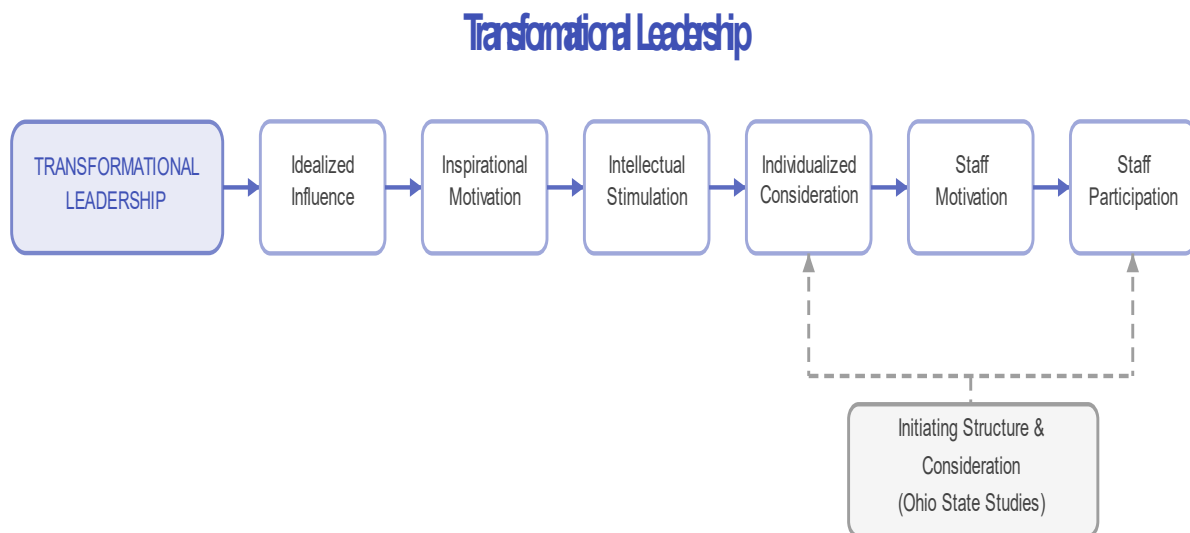 Transformational Leadership
TRANSFORMATIONAL
LEADERSHIP
Idealized
Influence
Inspirational
Motivation
Intellectual
Stimulation
Individualized
Consideration
Staff
Motivation
Staff
Participation
Initiating Structure &
Consideration
(Ohio State Studies)